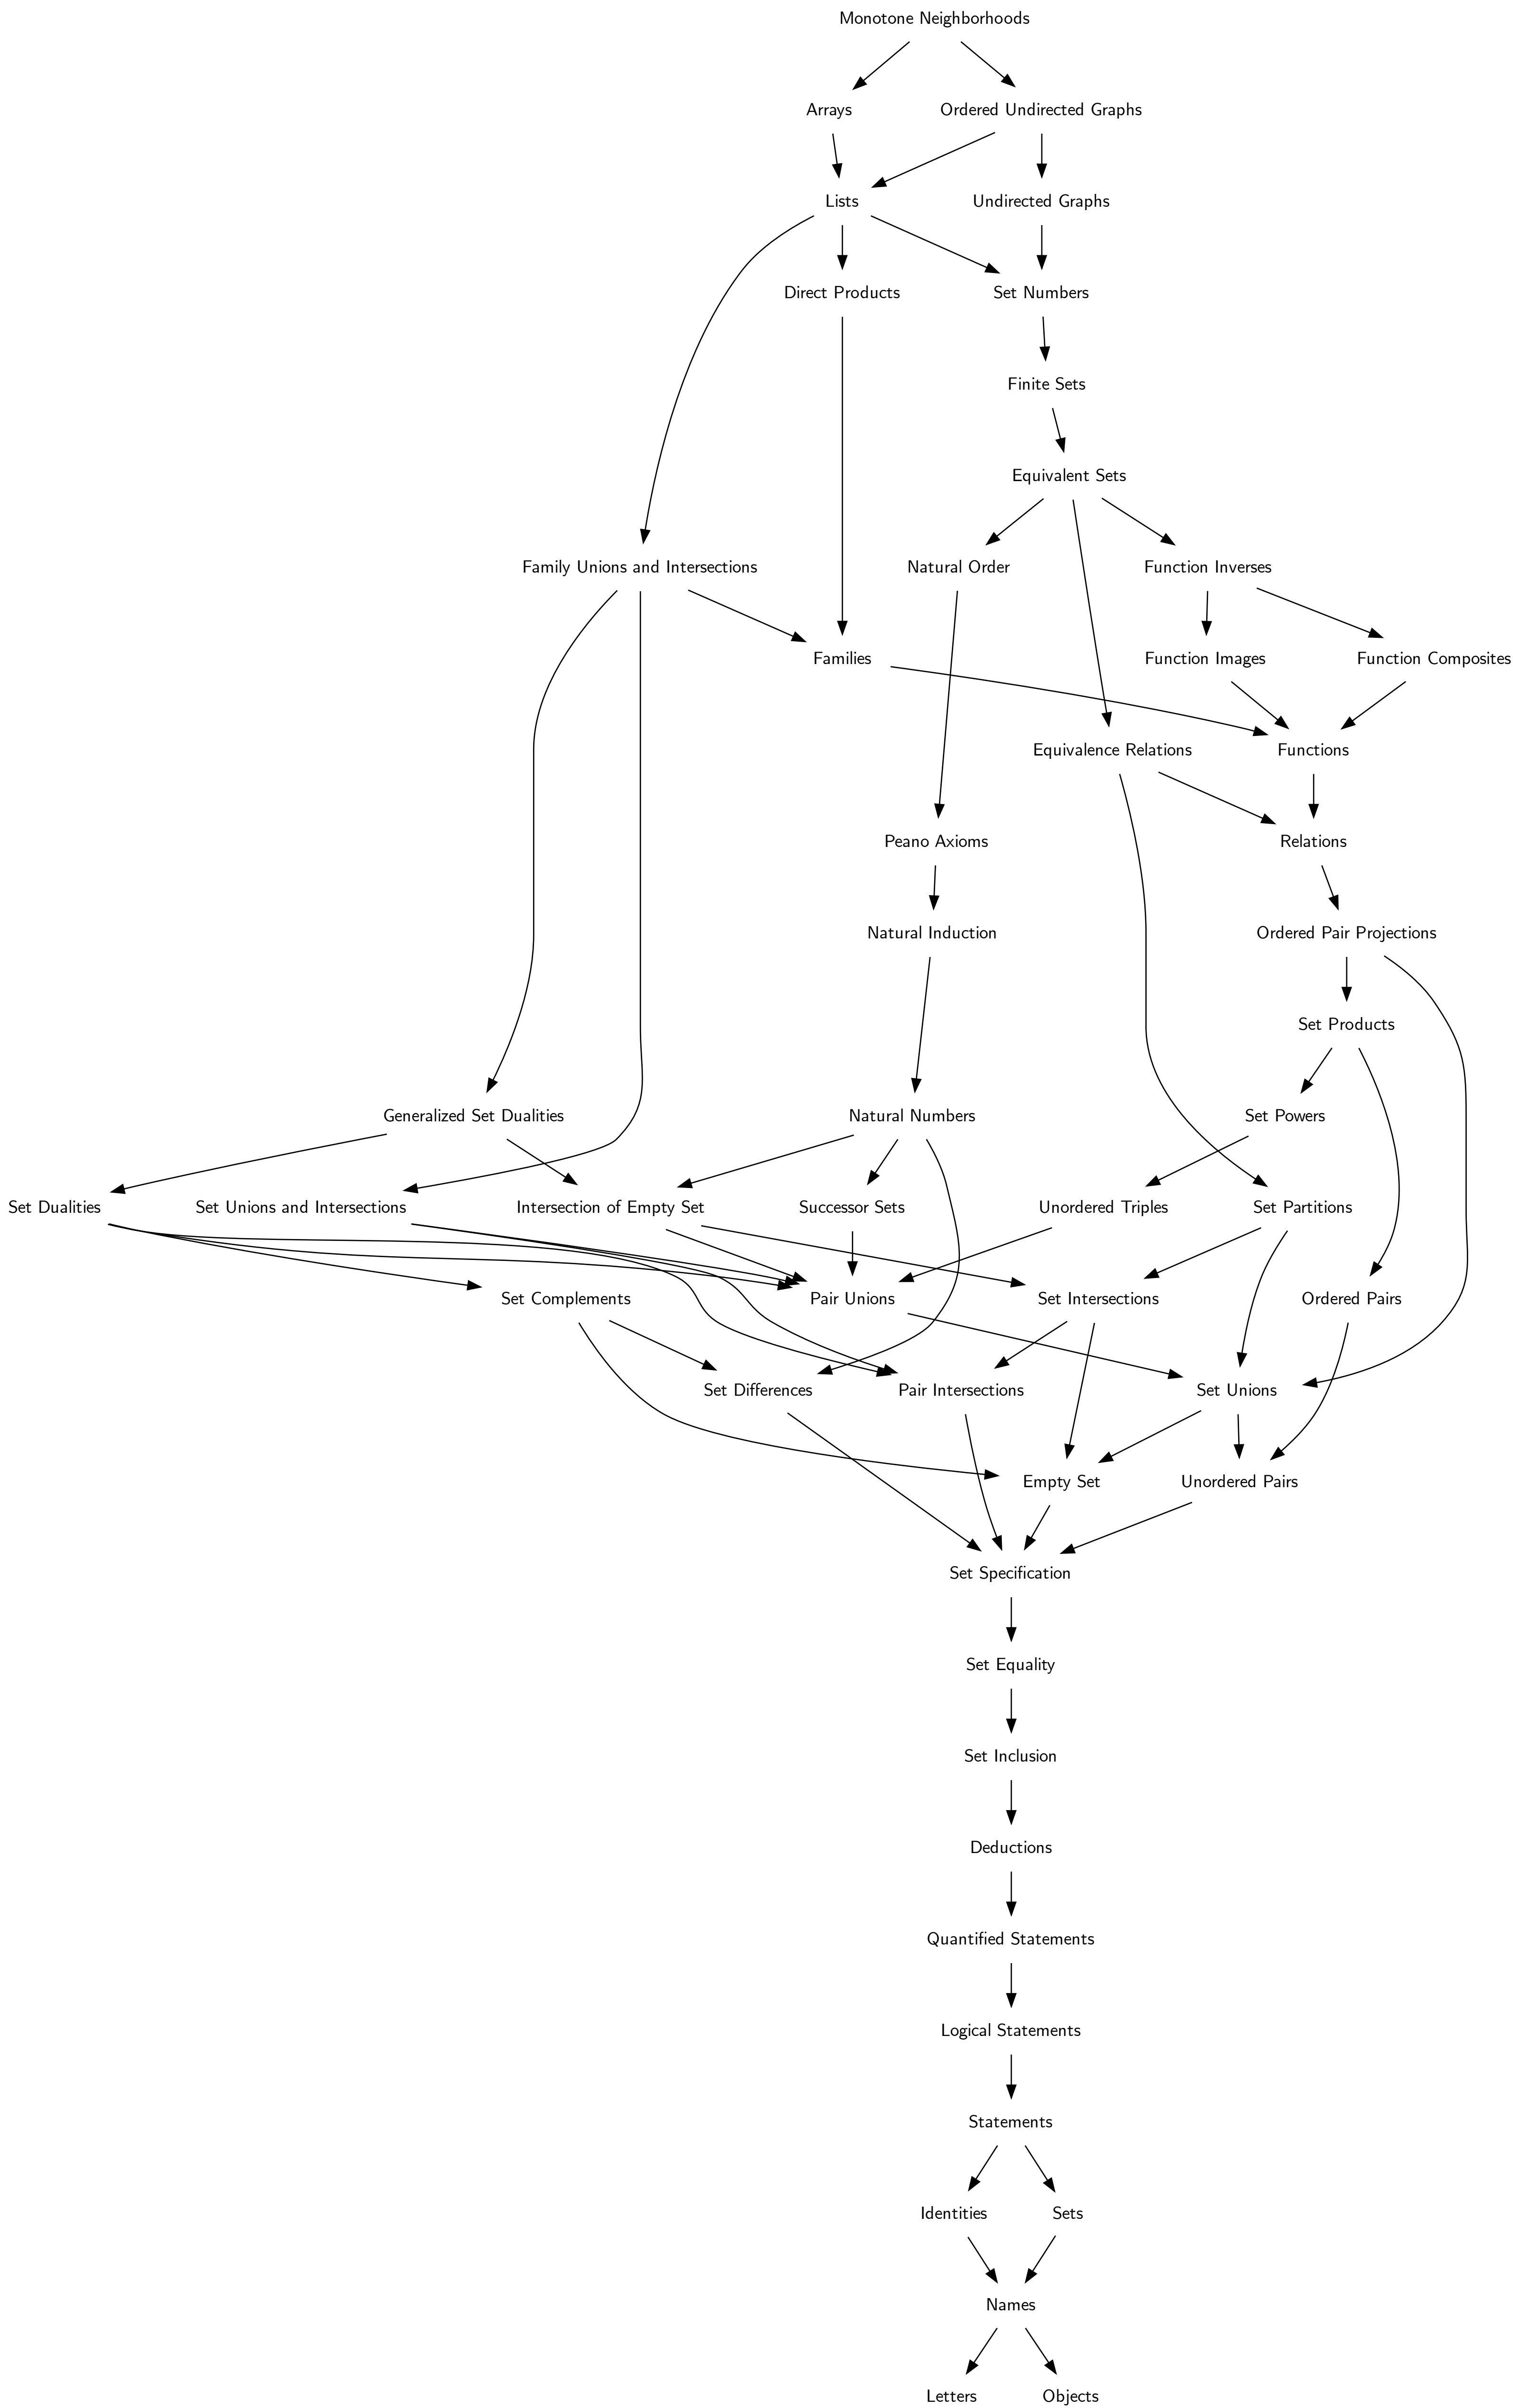 Monotone Neighborhoods
Arrays
Ordered Undirected Graphs
Lists
Undirected Graphs
Direct Products
Set Numbers
Finite Sets
Equivalent Sets
Family Unions and Intersections
Natural Order
Function Inverses
Families
Function Images
Function Composites
Equivalence Relations
Functions
Peano Axioms
Relations
Natural Induction
Ordered Pair Projections
Set Products
Generalized Set Dualities
Natural Numbers
Set Powers
Set Dualities
Set Unions and Intersections
Intersection of Empty Set
Successor Sets
Unordered Triples
Set Partitions
Set Complements
Pair Unions
Set Intersections
Ordered Pairs
Set Differences
Pair Intersections
Set Unions
Empty Set
Unordered Pairs
Set Specification
Set Equality
Set Inclusion
Deductions
Quantified Statements
Logical Statements
Statements
Identities
Sets
Names
Letters
Objects